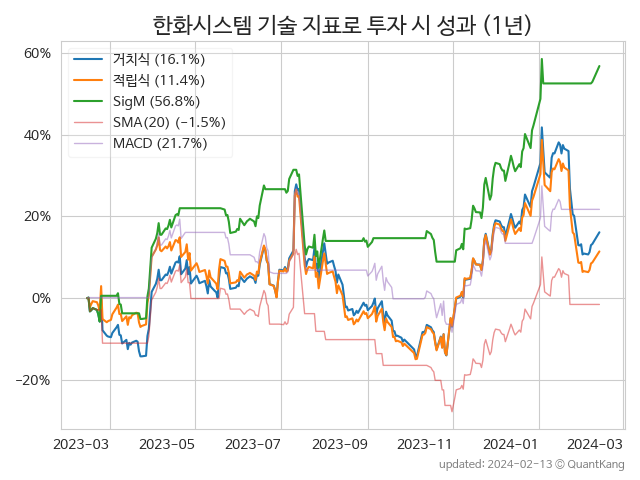 한화시스템 기술 지표로 투자 시 성과 (1년)
60%
40%
20%
0%
−20%
거치식 (16.1%)
적립식 (11.4%)
SigM (56.8%)
SMA(20) (−1.5%)
MACD (21.7%)
2023-03 2023-05 2023-07 2023-09 2023-11 2024-01 2024-03
updated: 2024-02-13 © QuantKang